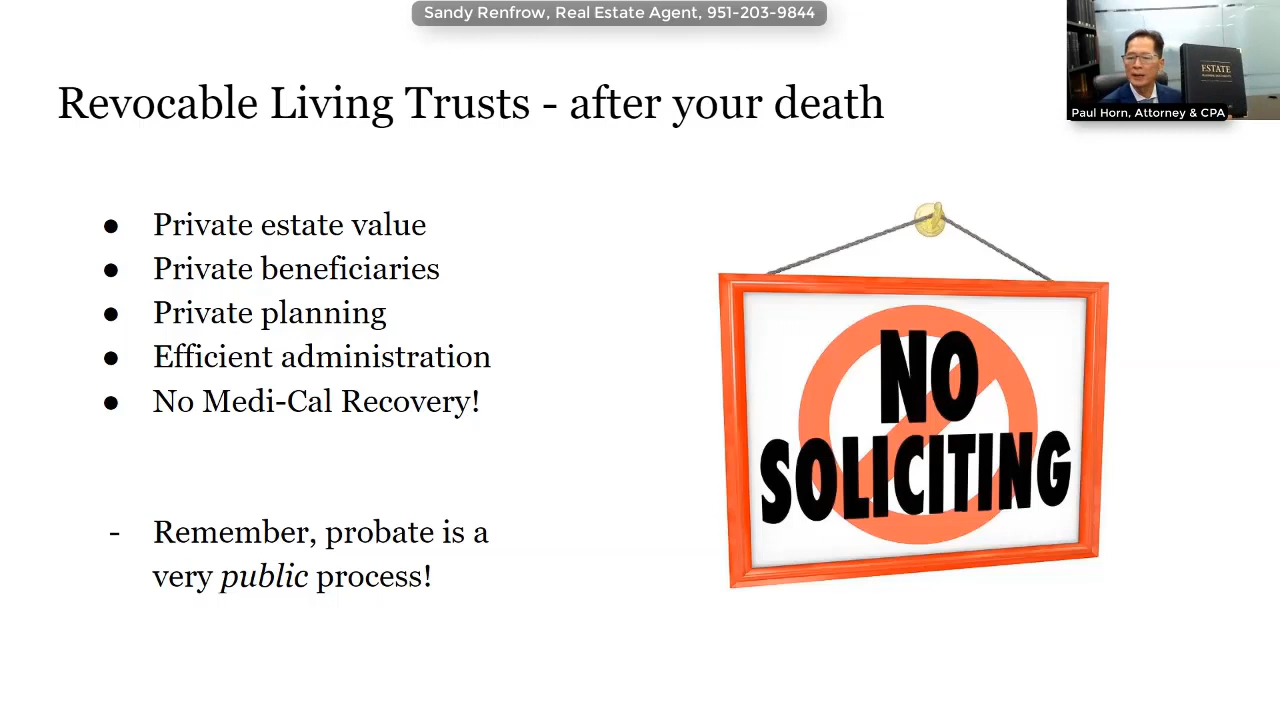 Sandy Renfrow, Real Estate Agent, 951-203-9844
ESTATE
Paul Horn, Attorney & CPA
Revocable Living Trusts - after your death
● Private estate value
● Private beneficiaries
● Private planning
● Efficient administration
● No Medi-Cal Recovery!
- Remember, probate is a
very public process!
NO
SOLICITING